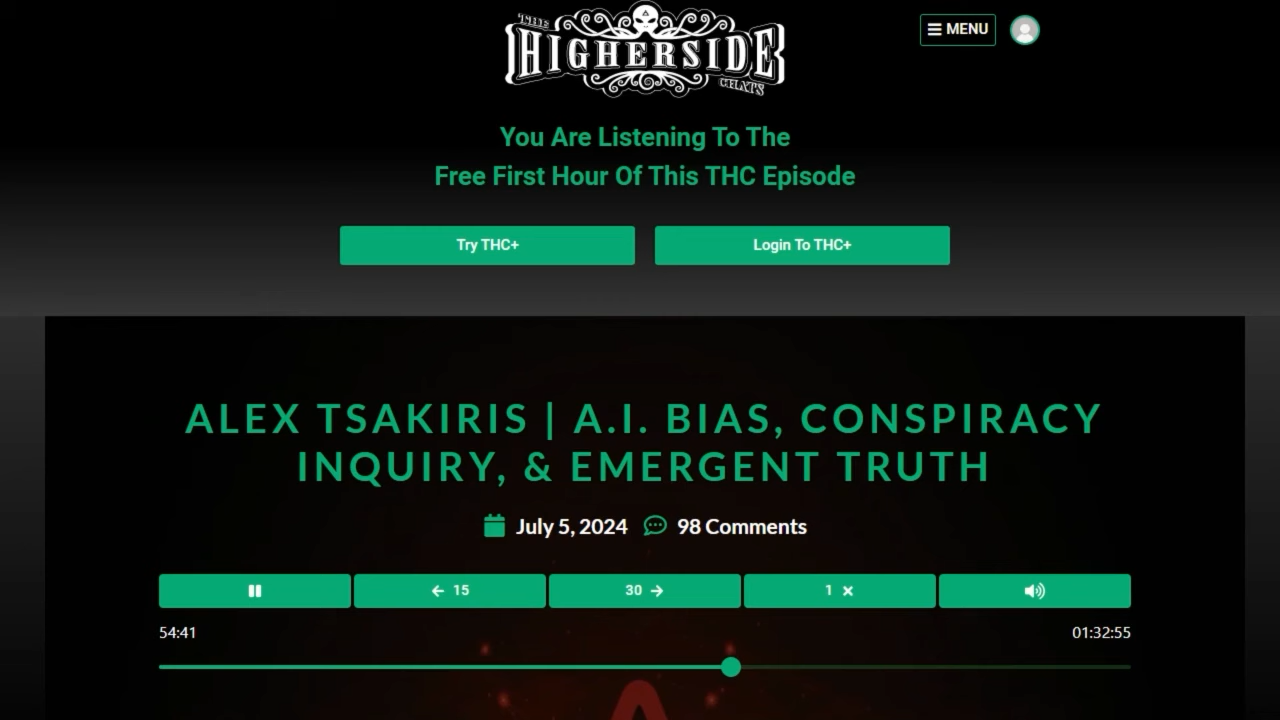 THE
HIGHERSIDE
CHATS
MENU
You Are Listening To The
Free First Hour Of This THC Episode
Try THC+
Login To THC+
ALEX TSAKIRIS | A.I. BIAS, CONSPIRACY
INQUIRY, & EMERGENT TRUTH
July 5, 2024 98 Comments
15
30
1
54:41
01:32:55